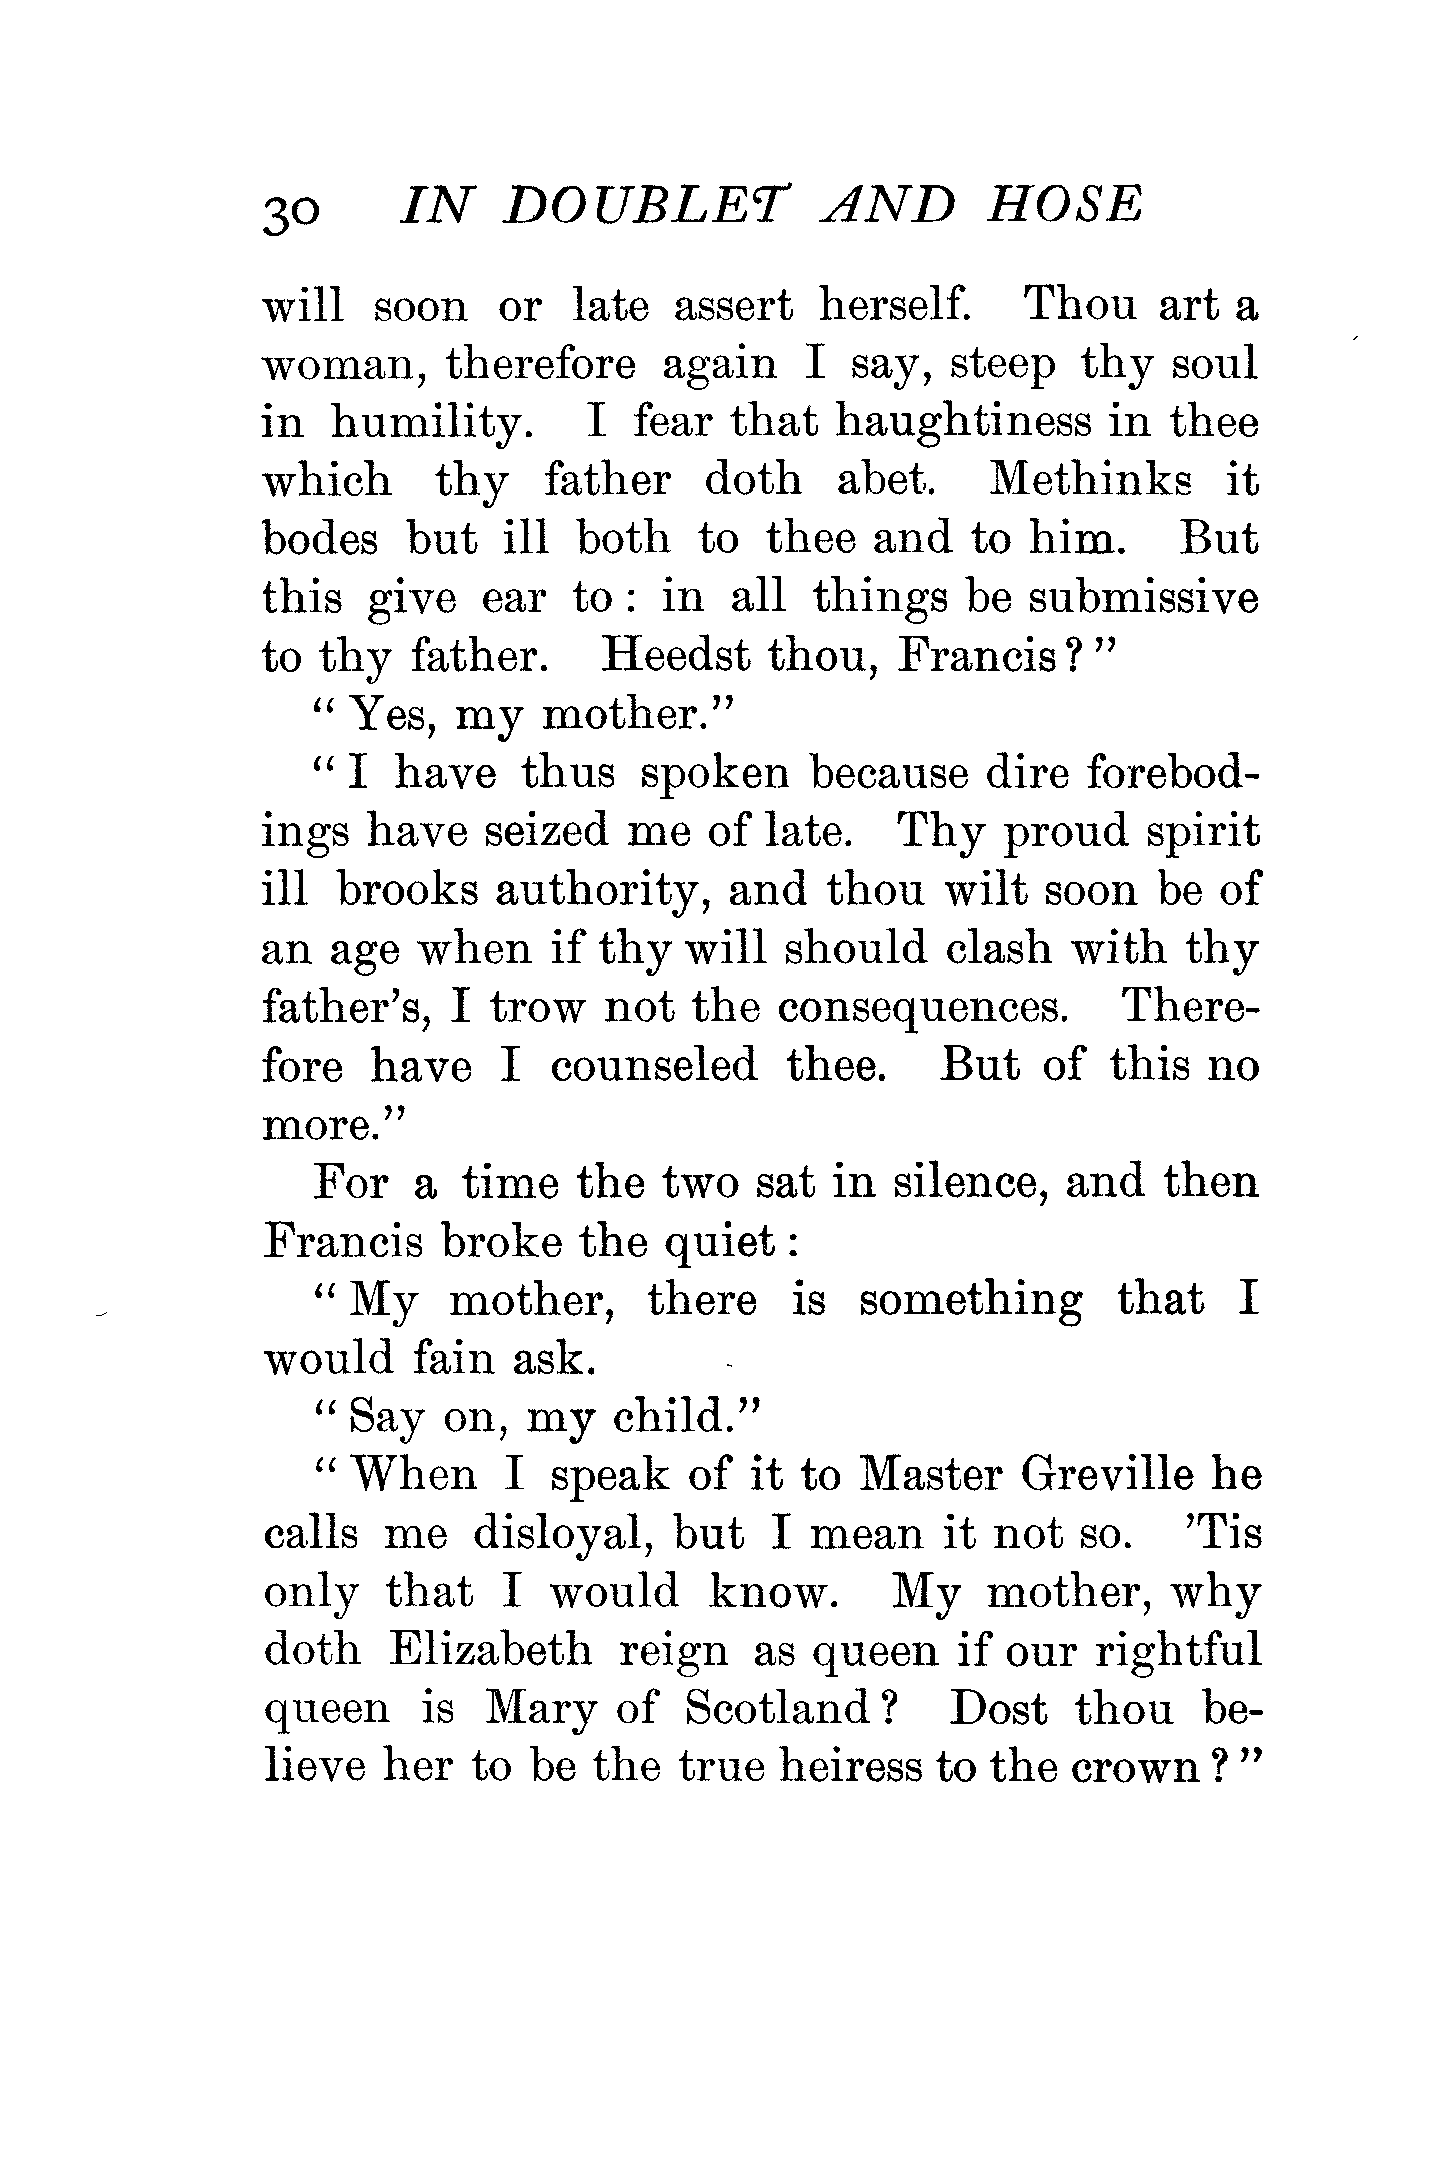 30 IN DOUBLET AND HOSE
will soon or late assert herself. Thou art a
woman, therefore again I say, steep thy soul
in humility. I fear that haughtiness in thee
which thy father doth abet. Methinks it
bodes but ill both to thee and to him. But
this give ear to : in all things be submissive
to thy father. Heedst thou, Francis? ”
“ Yes, my mother.”
“ I have thus spoken because dire forebod-
ings have seized me of late. Thy proud spirit
ill brooks authority, and thou wilt soon be of
an age when if thy will should clash with thy
father’s, I trow not the consequences. There-
fore have I counseled thee. But of this no
more.”
For a time the two sat in silence, and then
Francis broke the quiet :
“ My mother, there is something that I
would fain ask.
“ Say on, my child.”
“ When I speak of it to Master Greville he
calls me disloyal, but I mean it not so. ’Tis
only that I would know. My mother, why
doth Elizabeth reign as queen if our rightful
queen is Mary of Scotland? Dost thou be-
lieve her to be the true heiress to the crown ? ”